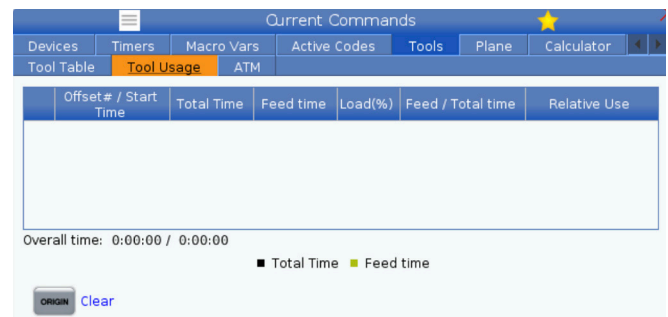 Current Commands
Devices Timers Macro Vars Active Codes Tools Plane Calculator
Tool Table Tool Usage ATM
Offset# / Start Time Total Time Feed time Load(%) Feed / Total time Relative Use
Overall time: 0:00:00 / 0:00:00
Total Time Feed time
ORIGIN Clear